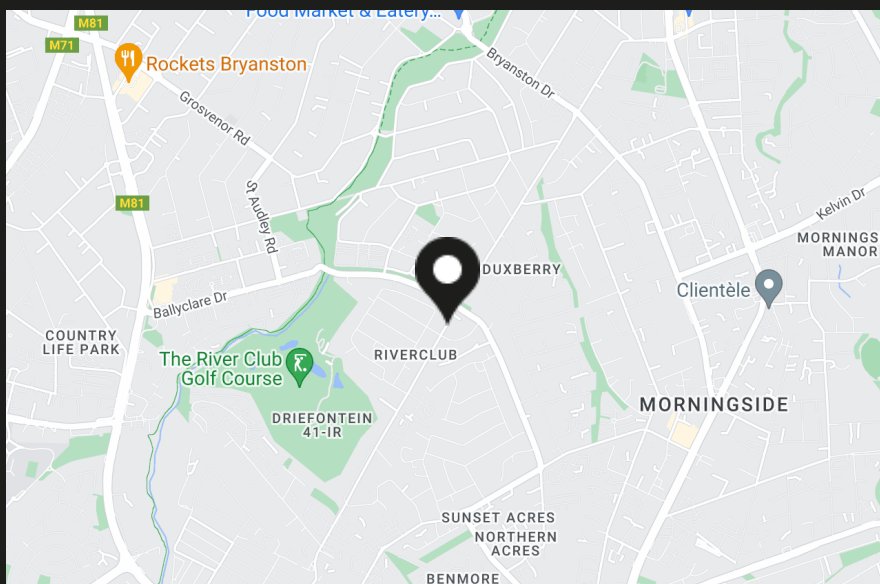 Food Market & Eatery...
M81
M71
Rockets Bryanston
Bryanston Dr
Grosvenor Rd
St Audley Rd
M81
Kelvin Dr
MORNINGS
MANOR
DUXBERRY
Clientèle
Ballyclare Dr
COUNTRY
LIFE PARK
RIVERCLUB
The River Club
Golf Course
MORNINGSIDE
DRIEFONTEIN
41-IR
SUNSET ACRES
NORTHERN
ACRES
BENMORE